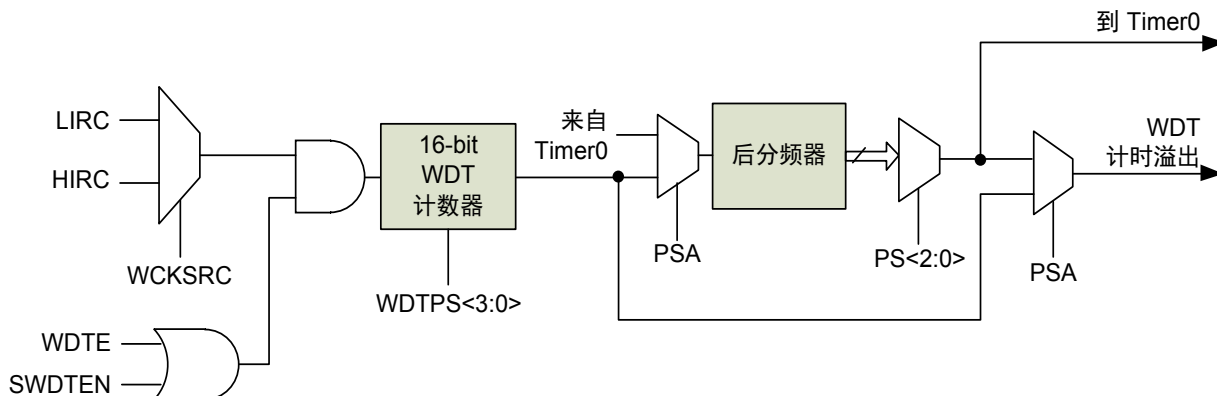 到 Timer0
LIRC
HIRC
WCKSRC
WDTE
SWDTEN
16-bit
WDT
计数器
WDTPS<3:0>
来自
Timer0
PSA
后分频器
PS<2:0>
WDT
计时溢出
PSA